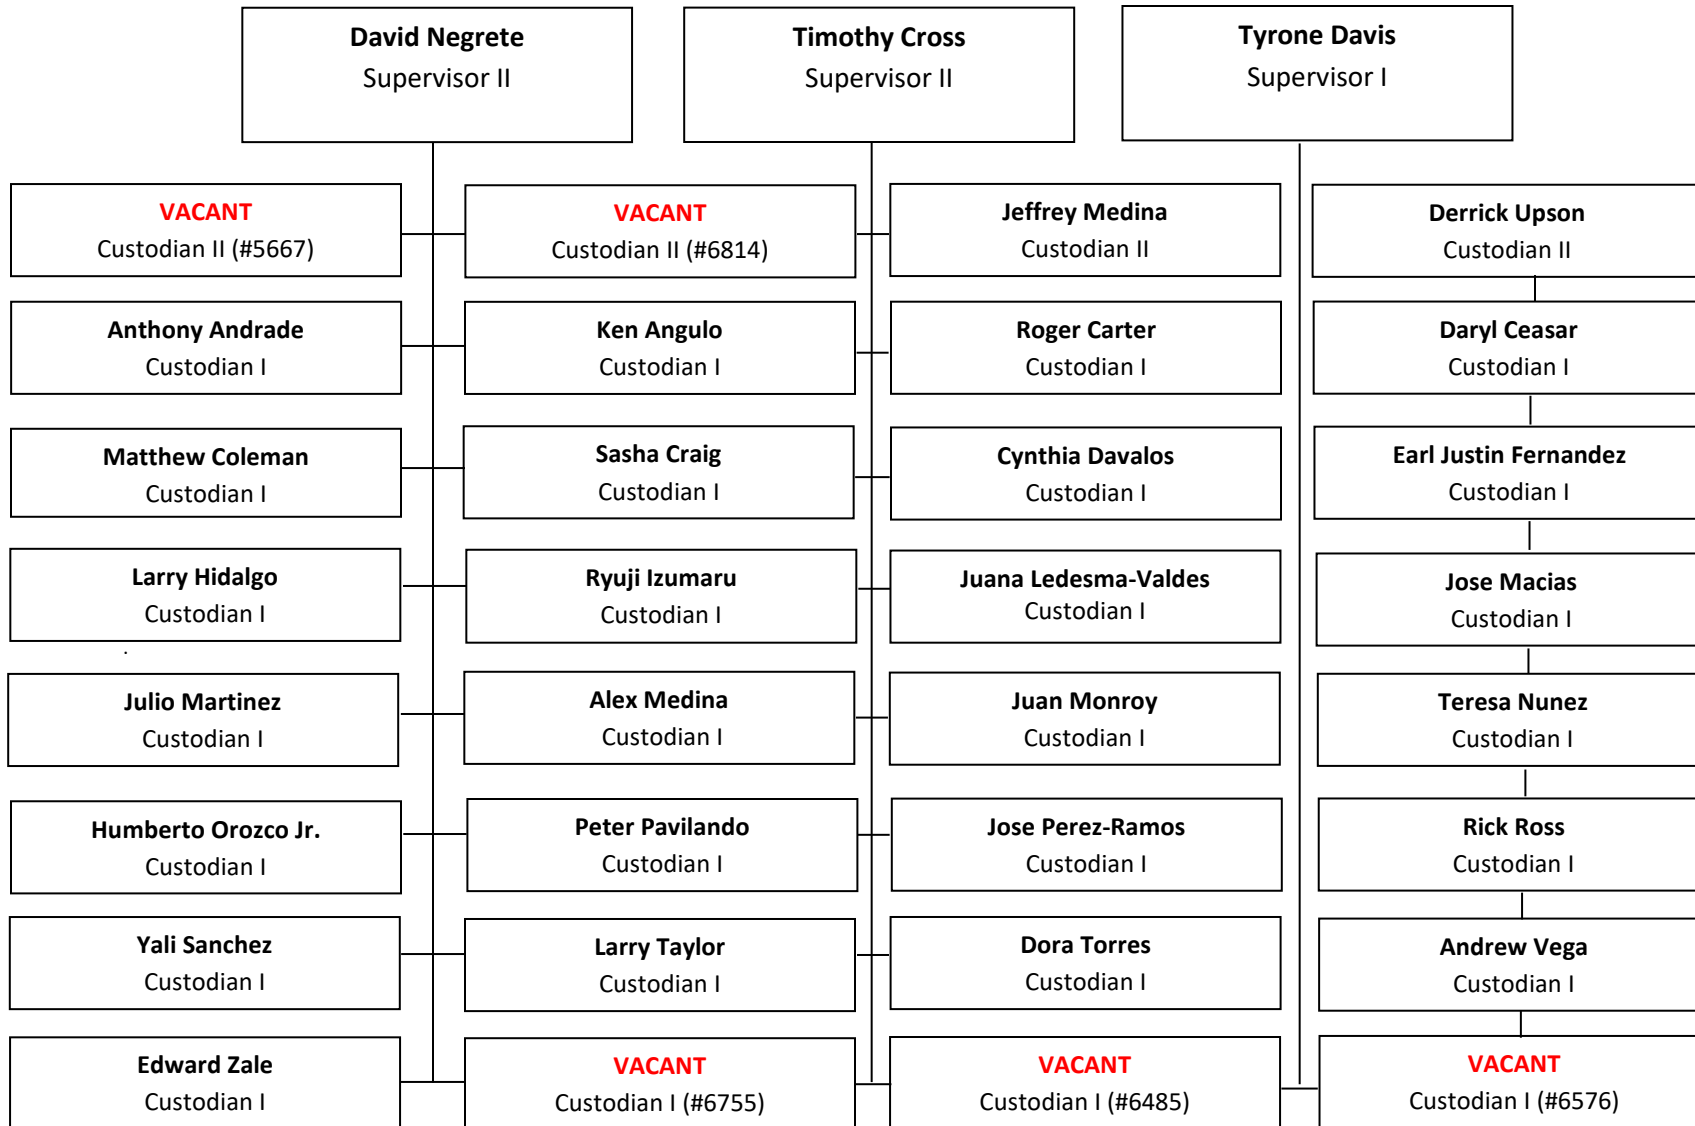 David Negrete
Supervisor II
Timothy Cross
Supervisor II
Tyrone Davis
Supervisor I
VACANT
Custodian II (#5667)
VACANT
Custodian II (#6814)
Jeffrey Medina
Custodian II
Derrick Upson
Custodian II
Anthony Andrade
Custodian I
Ken Angulo
Custodian I
Roger Carter
Custodian I
Daryl Ceasar
Custodian I
Matthew Coleman
Custodian I
Sasha Craig
Custodian I
Cynthia Davalos
Custodian I
Earl Justin Fernandez
Custodian I
Larry Hidalgo
Custodian I
Ryuji Izumaru
Custodian I
Juana Ledesma-Valdes
Custodian I
Jose Macias
Custodian I
Julio Martinez
Custodian I
Alex Medina
Custodian I
Juan Monroy
Custodian I
Teresa Nunez
Custodian I
Humberto Orozco Jr.
Custodian I
Peter Pavilando
Custodian I
Jose Perez-Ramos
Custodian I
Rick Ross
Custodian I
Yali Sanchez
Custodian I
Larry Taylor
Custodian I
Dora Torres
Custodian I
Andrew Vega
Custodian I
Edward Zale
Custodian I
VACANT
Custodian I (#6755)
VACANT
Custodian I (#6485)
VACANT
Custodian I (#6576)